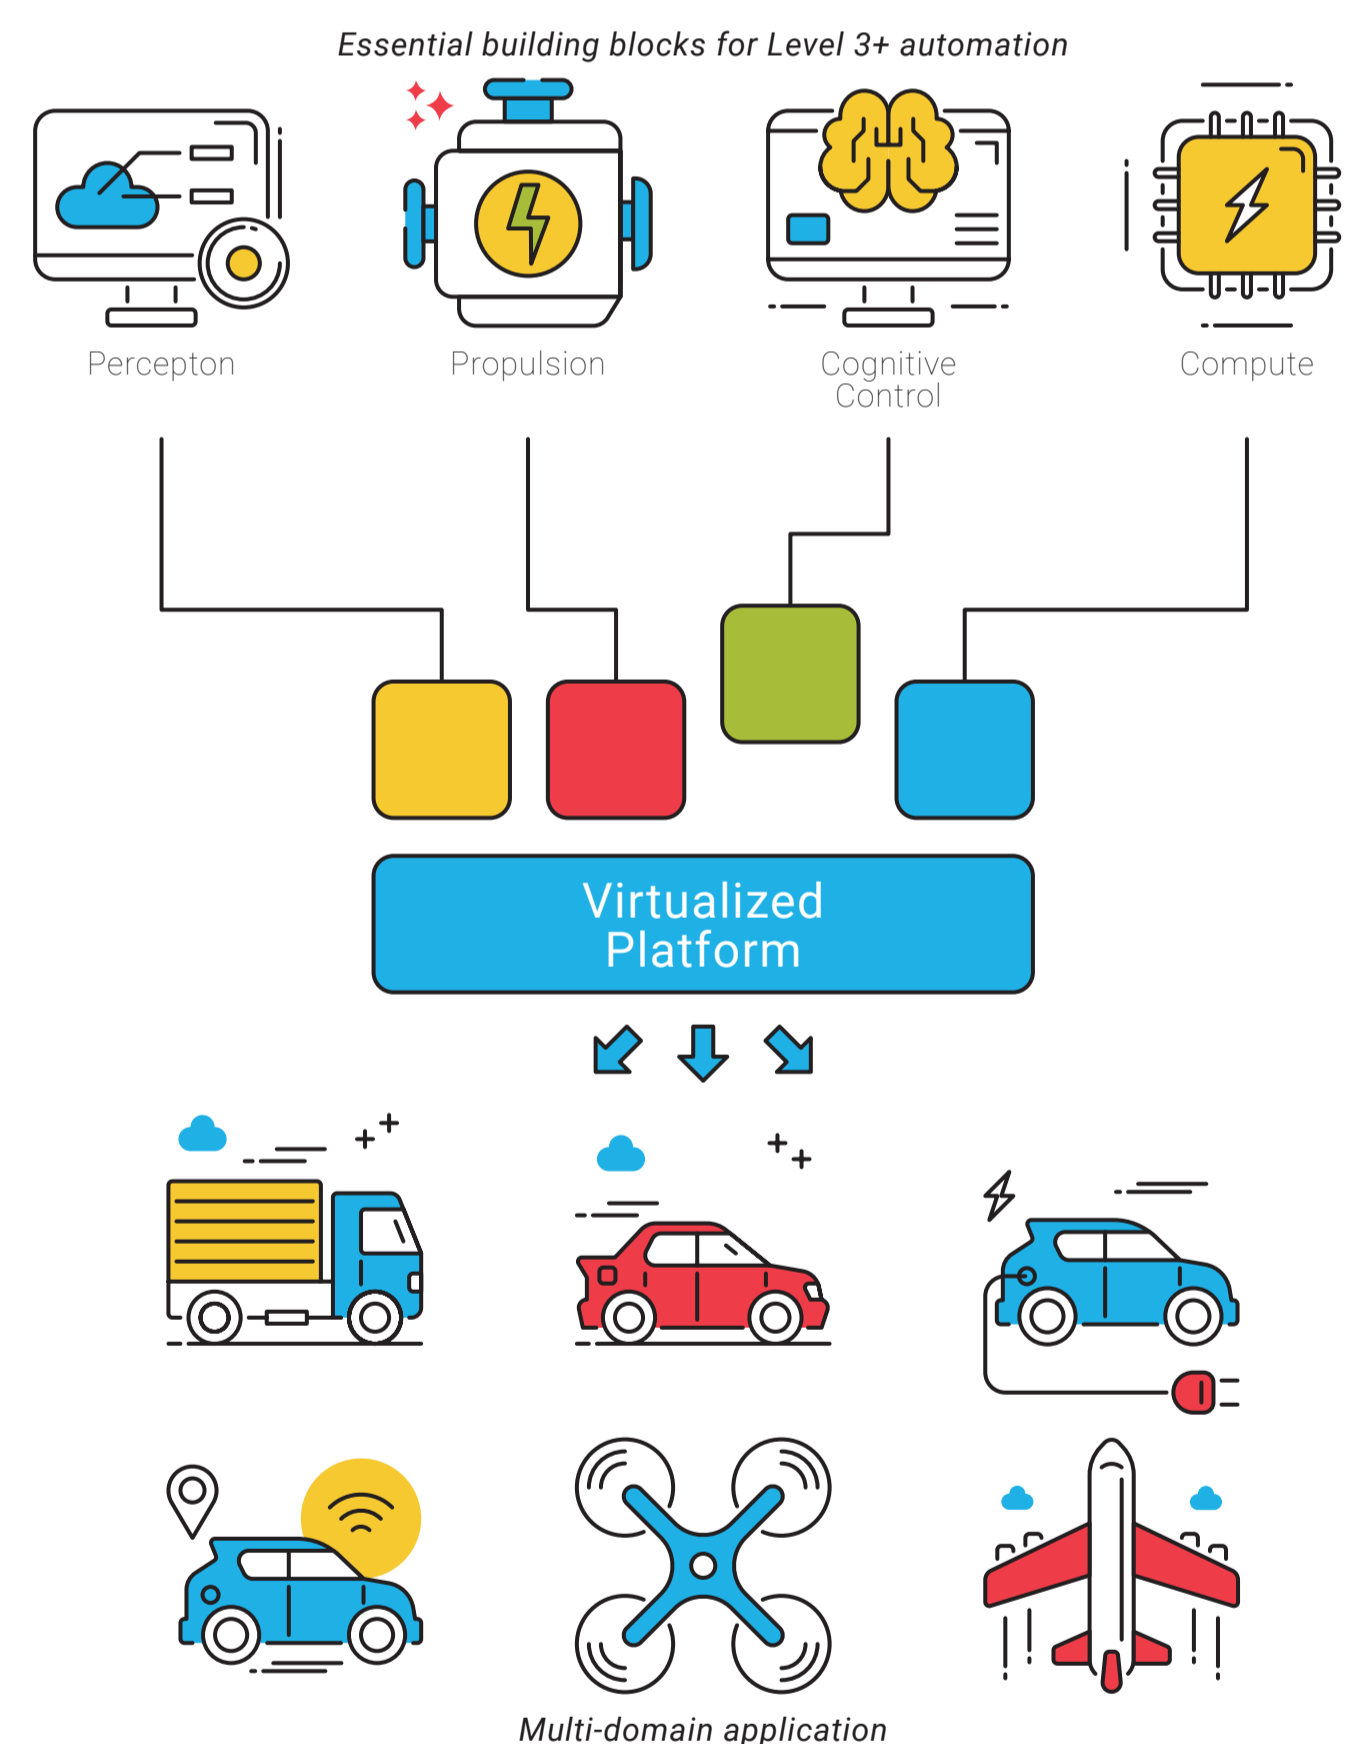 Essential building blocks for Level 3+ automation
Percepton
Propulsion
Cognitive
Control
Compute
Virtualized
Platform
Multi-domain application